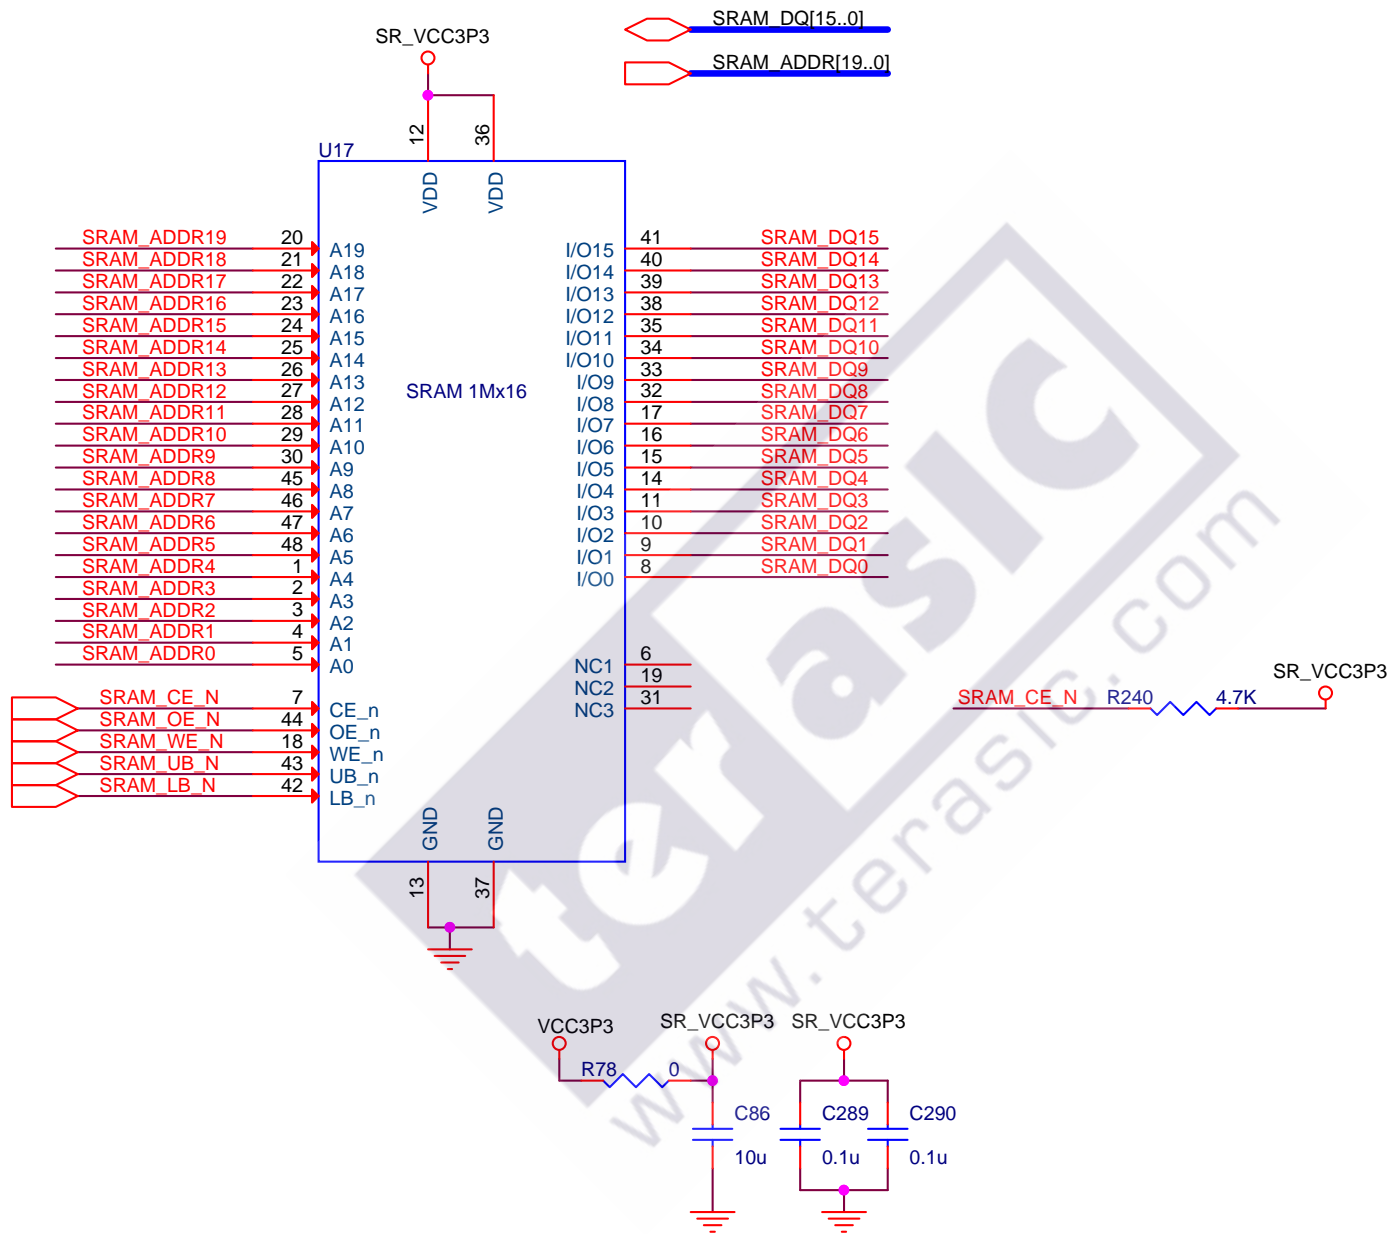 SRAM_DQ[15..0]
SR_VCC3P3
SRAM_ADDR[19..0]
12
36
U17
VDD
VDD
SRAM_ADDR19 20 A19 I/O15 41 SRAM_DQ15
SRAM_ADDR18 21 A18 I/O14 40 SRAM_DQ14
SRAM_ADDR17 22 A17 I/O13 39 SRAM_DQ13
SRAM_ADDR16 23 A16 I/O12 38 SRAM_DQ12
SRAM_ADDR15 24 A15 I/O11 35 SRAM_DQ11
SRAM_ADDR14 25 A14 I/O10 34 SRAM_DQ10
SRAM_ADDR13 26 A13 I/O9 33 SRAM_DQ9
SRAM 1Mx16
SRAM_ADDR12 27 A12 I/O8 32 SRAM_DQ8
SRAM_ADDR11 28 A11 I/O7 17 SRAM_DQ7
SRAM_ADDR10 29 A10 I/O6 16 SRAM_DQ6
SRAM_ADDR9 30 A9 I/O5 15 SRAM_DQ5
SRAM_ADDR8 45 A8 I/O4 14 SRAM_DQ4
SRAM_ADDR7 46 A7 I/O3 11 SRAM_DQ3
SRAM_ADDR6 47 A6 I/O2 10 SRAM_DQ2
SRAM_ADDR5 48 A5 I/O1 9 SRAM_DQ1
SRAM_ADDR4 1 A4 I/O0 8 SRAM_DQ0
SRAM_ADDR3 2 A3
SRAM_ADDR2 3 A2
SRAM_ADDR1 4 A1
SRAM_ADDR0 5 A0 NC1 6
NC2 19
SRAM_CE_N 7 CE_n NC3 31
SRAM_OE_N 44 OE_n
SRAM_WE_N 18 WE_n
SRAM_UB_N 43 UB_n
SRAM_LB_N 42 LB_n
SR_VCC3P3
SRAM_CE_N R240 4.7K
GND
GND
13
37
VCC3P3 SR_VCC3P3 SR_VCC3P3
R78 0
C86 C289 C290
10u 0.1u 0.1u
terasic
www.terasic.com